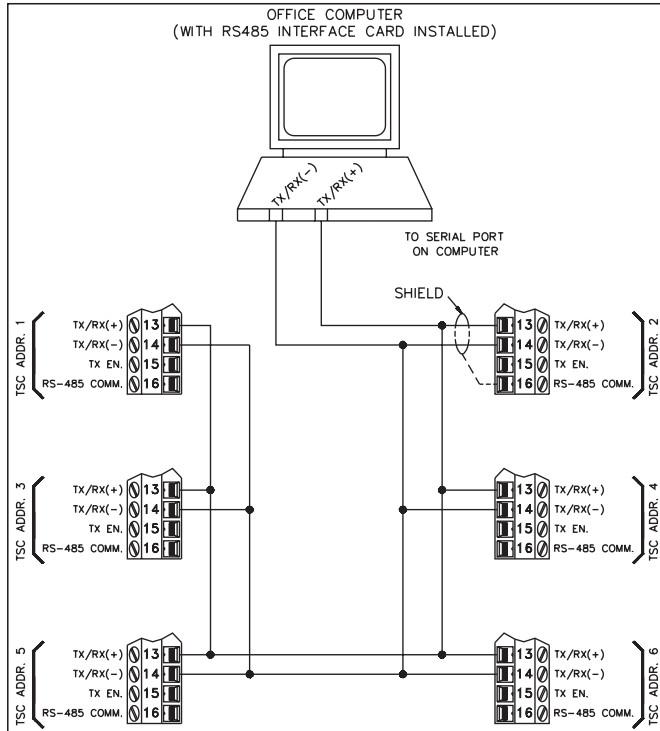 OFFICE COMPUTER
(WITH RS485 INTERFACE CARD INSTALLED)
TX/RX(-)
TX/RX(+)
TO SERIAL PORT
ON COMPUTER
SHIELD
TSC ADDR. 1
TX/RX(+) 13
TX/RX(-) 14
TX EN. 15
RS-485 COMM. 16
TSC ADDR. 2
13 TX/RX(+)
14 TX/RX(-)
15 TX EN.
16 RS-485 COMM.
TSC ADDR. 3
TX/RX(+) 13
TX/RX(-) 14
TX EN. 15
RS-485 COMM. 16
TSC ADDR. 4
13 TX/RX(+)
14 TX/RX(-)
15 TX EN.
16 RS-485 COMM.
TSC ADDR. 5
TX/RX(+) 13
TX/RX(-) 14
TX EN. 15
RS-485 COMM. 16
TSC ADDR. 6
13 TX/RX(+)
14 TX/RX(-)
15 TX EN.
16 RS-485 COMM.